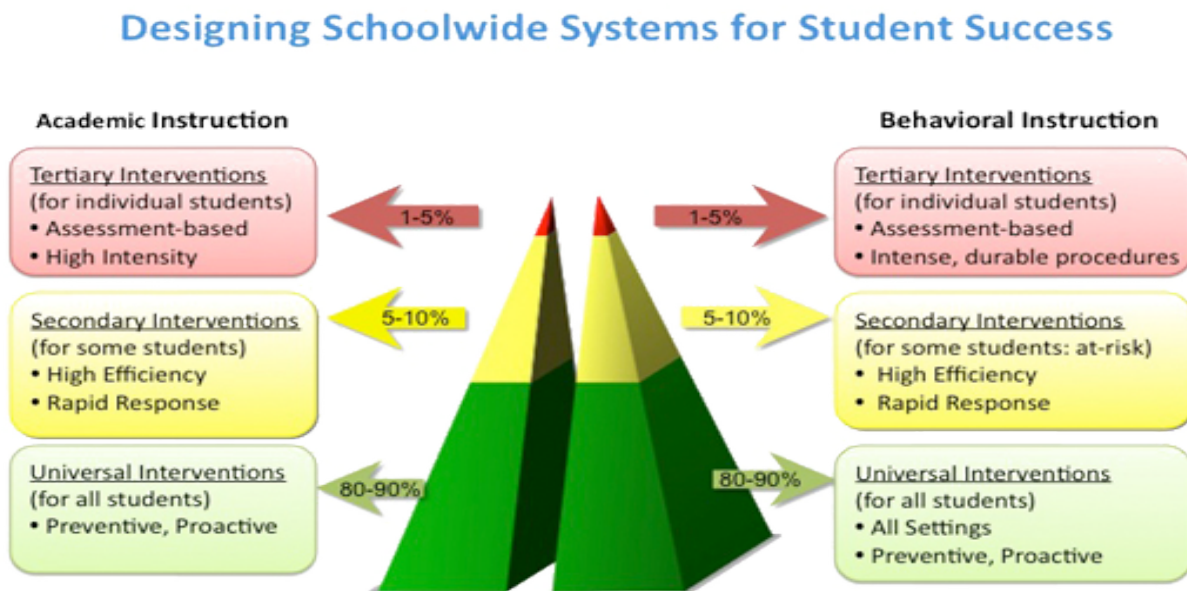 Designing Schoolwide Systems for Student Success
Academic Instruction
Tertiary Interventions
(for individual students)
• Assessment-based
• High Intensity
1-5%
Secondary Interventions
(for some students)
• High Efficiency
• Rapid Response
5-10%
Universal Interventions
(for all students)
• Preventive, Proactive
80-90%
Behavioral Instruction
1-5%
Tertiary Interventions
(for individual students)
• Assessment-based
• Intense, durable procedures
5-10%
Secondary Interventions
(for some students: at-risk)
• High Efficiency
• Rapid Response
80-90%
Universal Interventions
(for all students)
• All Settings
• Preventive, Proactive